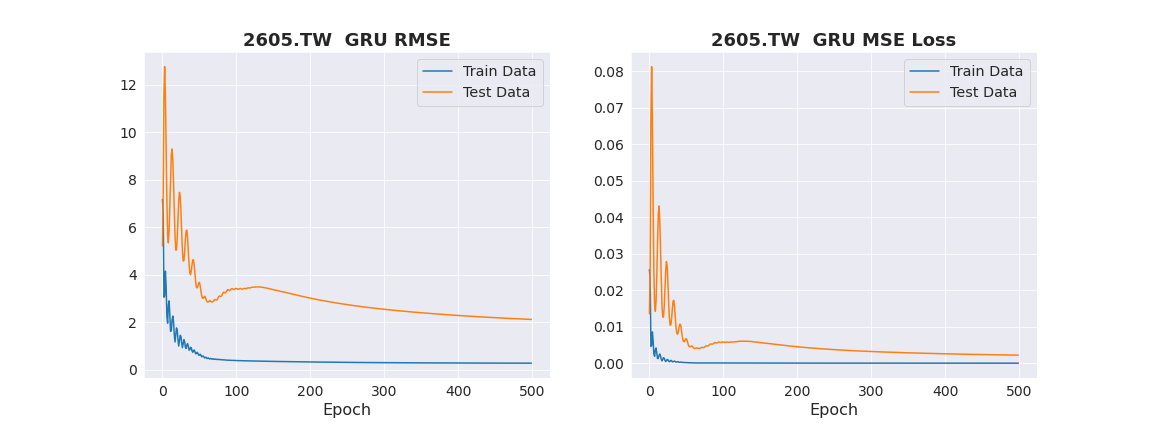 2605.TW  GRU RMSE
Train Data
Test Data
12
10
8
6
4
2
0
0 100 200 300 400 500
Epoch
2605.TW  GRU MSE Loss
Train Data
Test Data
0.08
0.07
0.06
0.05
0.04
0.03
0.02
0.01
0.00
0 100 200 300 400 500
Epoch